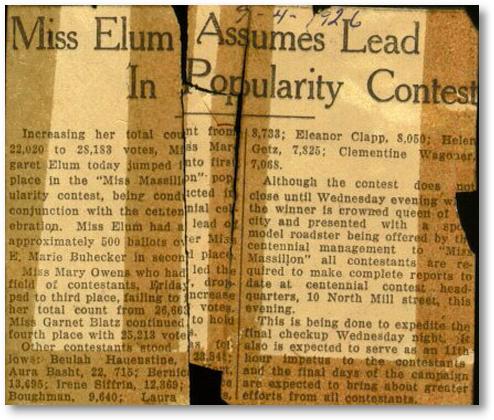 9-4-1926
Miss Elum Assumes Lead
In Popularity Contest
Increasing her total count from
22,020 to 28,183 votes, Miss Mar-
garet Elum today jumped into first
place in the "Miss Massillon" pop-
ularity contest, being conducted in
conjunction with the centennial cel-
ebration. Miss Elum had a lead of
approximately 500 ballots over Miss
E. Marie Buhecker in second place.
Miss Mary Owens who had led the
field of contestants, Friday, drop-
ped to third place, failing to increase
her total count from 26,663 votes.
Miss Garnet Blatz continued to hold
fourth place with 25,213 votes.
Other contestants stood
lows: Beulah Hauenstine, 23,841;
Aura Basht, 22, 715; Bernic
13,695; Irene Siffrin, 12,369;
Boughman, 9,640; Laura
8,733; Eleanor Clapp, 8,050; Helen
Getz, 7,825; Clementine Wagoner,
7,068.
Although the contest does not
close until Wednesday evening
the winner is crowned queen of
city and presented with a
model roadster being offered by the
centennial management to "Miss
Massillon" all contestants are re-
quired to make complete reports to
date at centennial contest head-
quarters, 10 North Mill street, this
evening.
This is being done to expedite the
final checkup Wednesday night. It
also is expected to serve as an 11th
hour impetus to the contestants
and the final days of the campaign
are expected to bring about greater
efforts from all contestants.